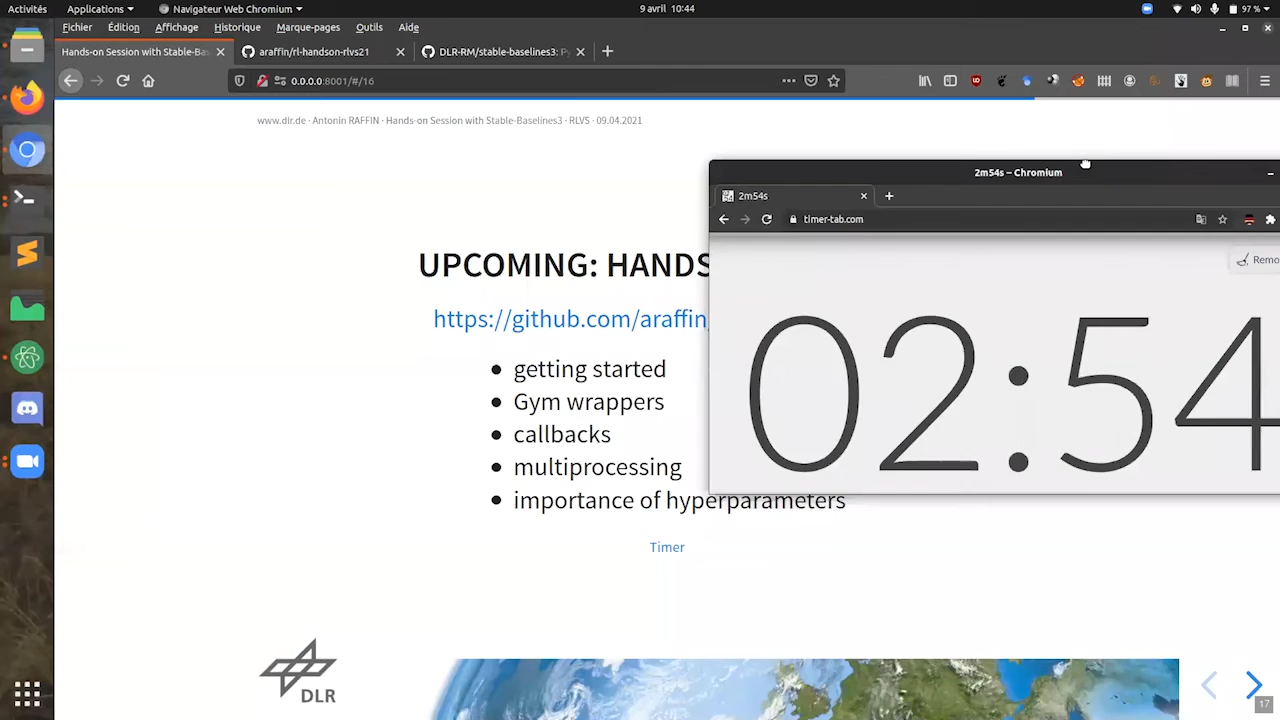 Activités Applications Navigateur Web Chromium 9 avril 10:44 97 %
Fichier Édition Affichage Historique Marque-pages Outils Aide
Hands-on Session with Stable-Bas araffin/rl-handson-rlvs21 DLR-RM/stable-baselines3: Py
0.0.0.0:8001/#/16
www.dlr.de · Antonin RAFFIN · Hands-on Session with Stable-Baselines3 · RLVS · 09.04.2021
2m54s – Chromium
2m54s
timer-tab.com
Remo
02:54
UPCOMING: HANDS
https://github.com/araffin
getting started
Gym wrappers
callbacks
multiprocessing
importance of hyperparameters
Timer
DLR
17